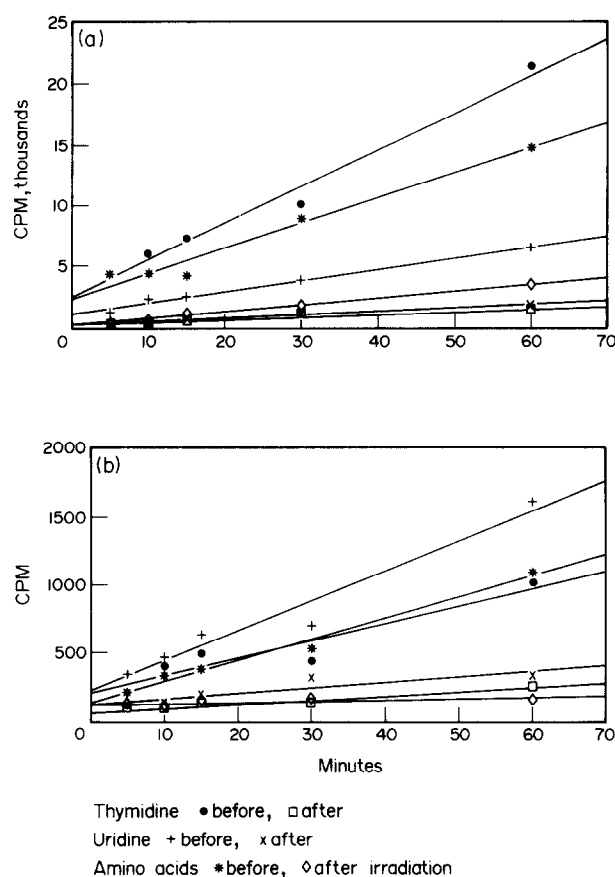 (a)
25
20
15
10
5
CPM, thousands
0 10 20 30 40 50 60 70
(b)
2000
1500
1000
500
0
CPM
0 10 20 30 40 50 60 70
Minutes
Thymidine ● before, □ after
Uridine + before, x after
Amino acids * before, ◊ after irradiation